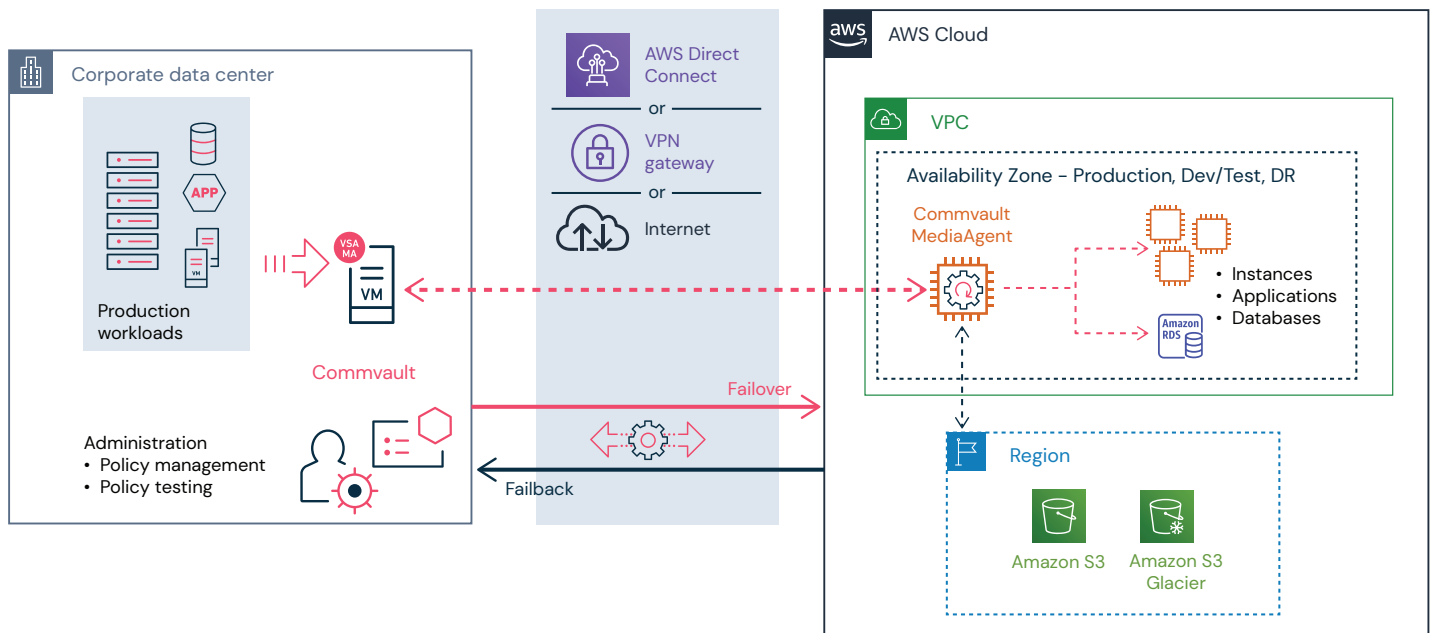 Corporate data center
APP
VM
Production
workloads
VSA
MA
VM
Commvault
Administration
• Policy management
• Policy testing
AWS Direct
Connect
or
VPN
gateway
or
Internet
Failover
Failback
aws
AWS Cloud
VPC
Availability Zone - Production, Dev/Test, DR
Commvault
MediaAgent
• Instances
• Applications
• Databases
Amazon
RDS
Region
Amazon S3
Amazon S3
Glacier